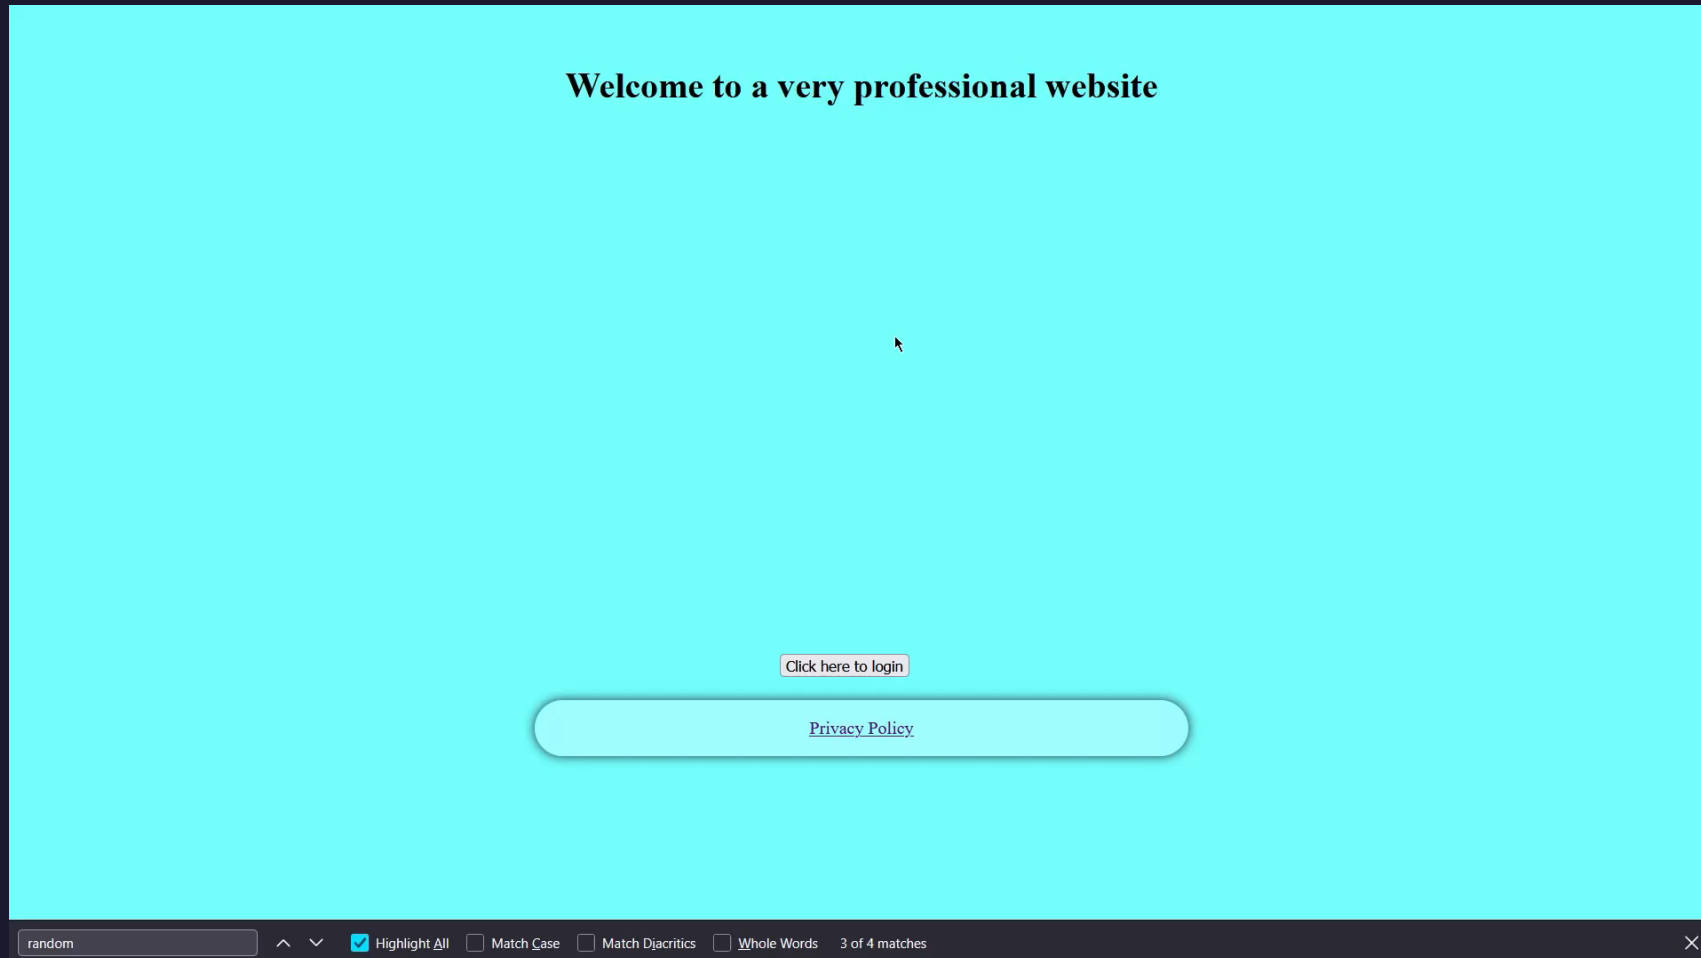 Welcome to a very professional website
Click here to login
Privacy Policy
random Highlight All Match Case Match Diacritics Whole Words 3 of 4 matches